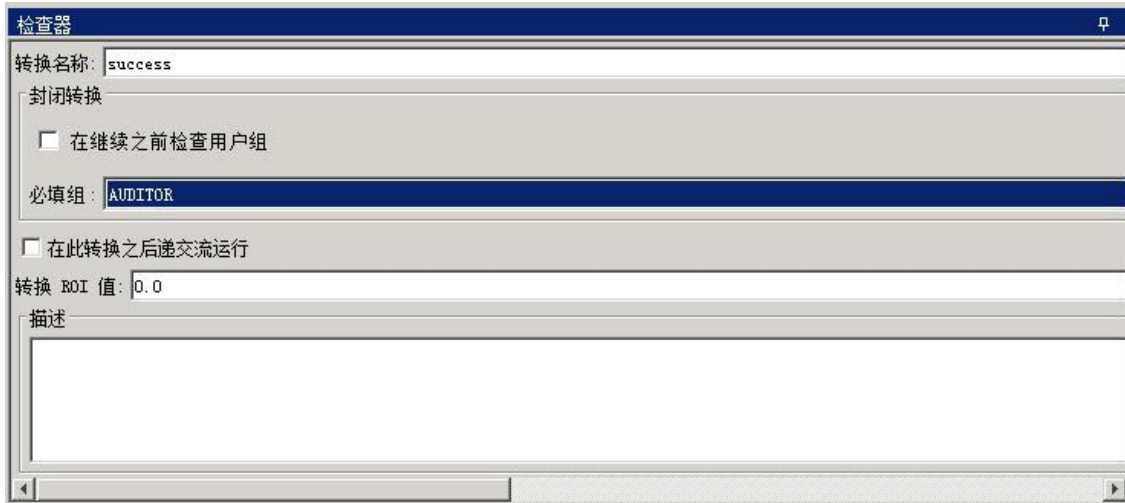 检查器
转换名称: success
封闭转换
在继续之前检查用户组
必填组: AUDITOR
在此转换之后递交流运行
转换 ROI 值: 0.0
描述